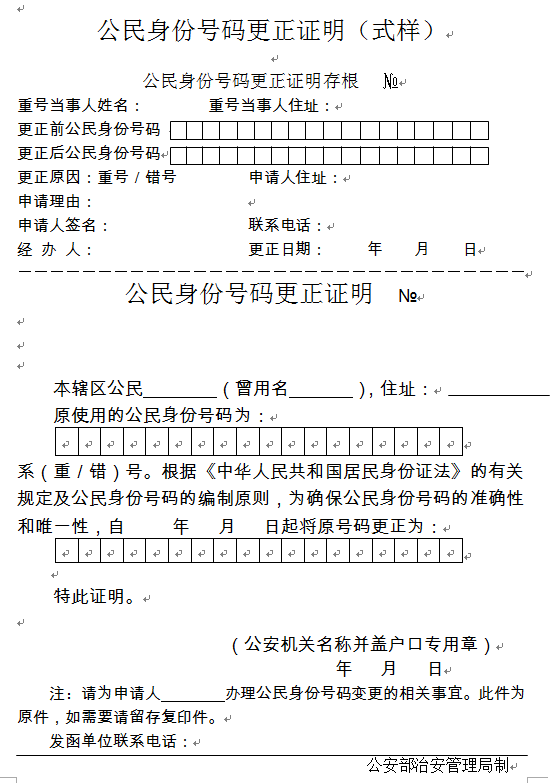 公民身份号码更正证明（式样）
公民身份号码更正证明存根 №
重号当事人姓名： 重号当事人住址：
更正前公民身份号码
更正后公民身份号码
更正原因：重号／错号 申请人住址：
申请理由：
申请人签名： 联系电话：
经 办 人： 更正日期： 年 月 日
公民身份号码更正证明 №
本辖区公民________（曾用名_______），住址：___________
原使用的公民身份号码为：
系（重／错）号。根据《中华人民共和国居民身份证法》的有关
规定及公民身份号码的编制原则，为确保公民身份号码的准确性
和唯一性，自 年 月 日起将原号码更正为：
特此证明。
（公安机关名称并盖户口专用章）
年 月 日
注：请为申请人________办理公民身份号码变更的相关事宜。此件为
原件，如需要请留存复印件。
发函单位联系电话：
公安部治安管理局制